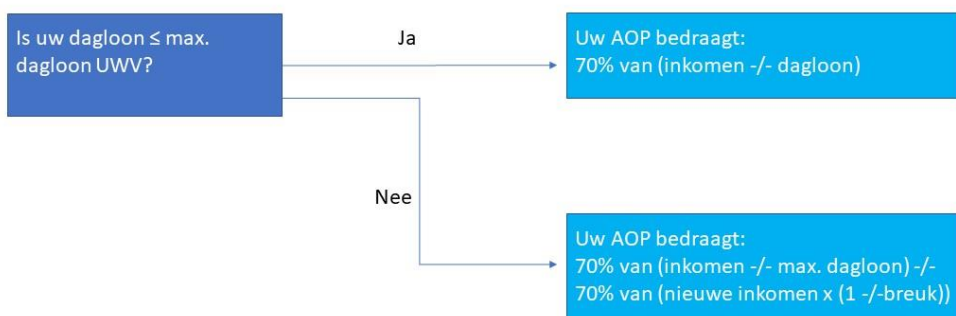 Is uw dagloon ≤ max.
dagloon UWV?
Ja
Uw AOP bedraagt:
70% van (inkomen -/- dagloon)
Nee
Uw AOP bedraagt:
70% van (inkomen -/- max. dagloon) -/-
70% van (nieuwe inkomen x (1 -/-breuk))